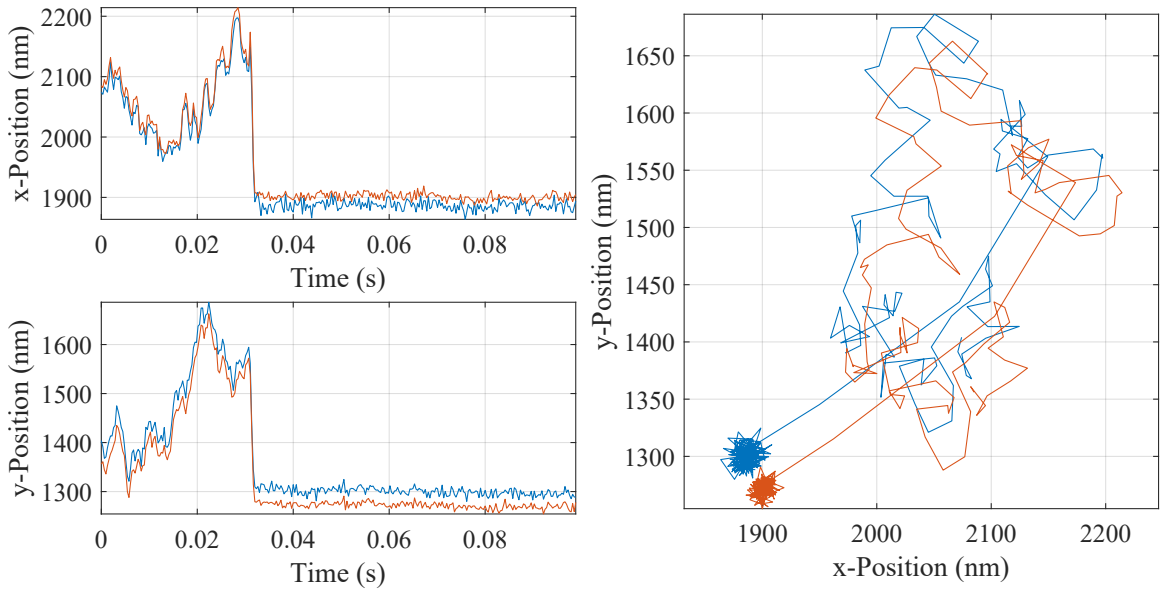 2200
2100
2000
1900
x-Position (nm)
0 0.02 0.04 0.06 0.08
Time (s)
1600
1500
1400
1300
y-Position (nm)
0 0.02 0.04 0.06 0.08
Time (s)
1650
1600
1550
1500
1450
1400
1350
1300
y-Position (nm)
1900 2000 2100 2200
x-Position (nm)